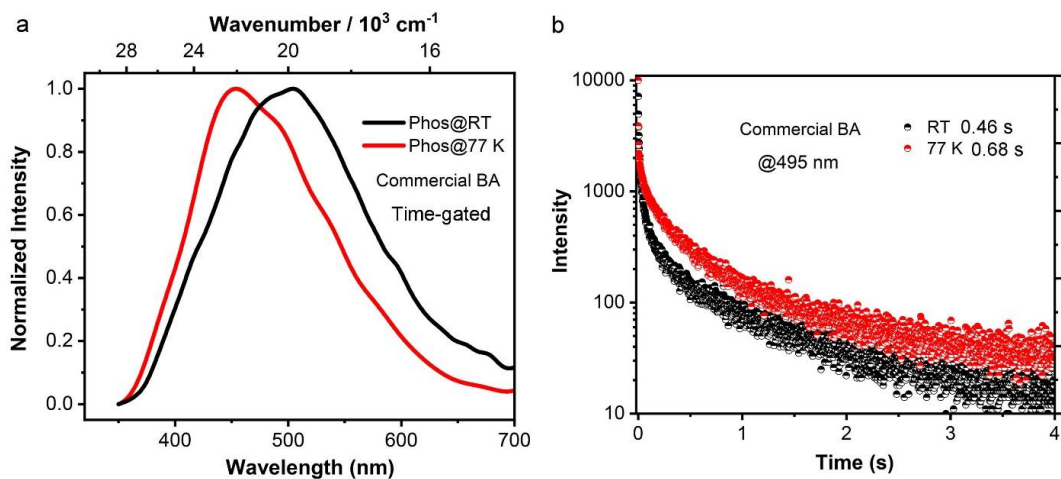 a
Wavenumber / 10³ cm⁻¹
28 24 20 16
1.0
0.8
0.6
0.4
0.2
0.0
Normalized Intensity
Phos@RT
Phos@77 K
Commercial BA
Time-gated
400 500 600 700
Wavelength (nm)
b
10000
1000
100
10
Intensity
Commercial BA
@495 nm
RT 0.46 s
77 K 0.68 s
0 1 2 3 4
Time (s)